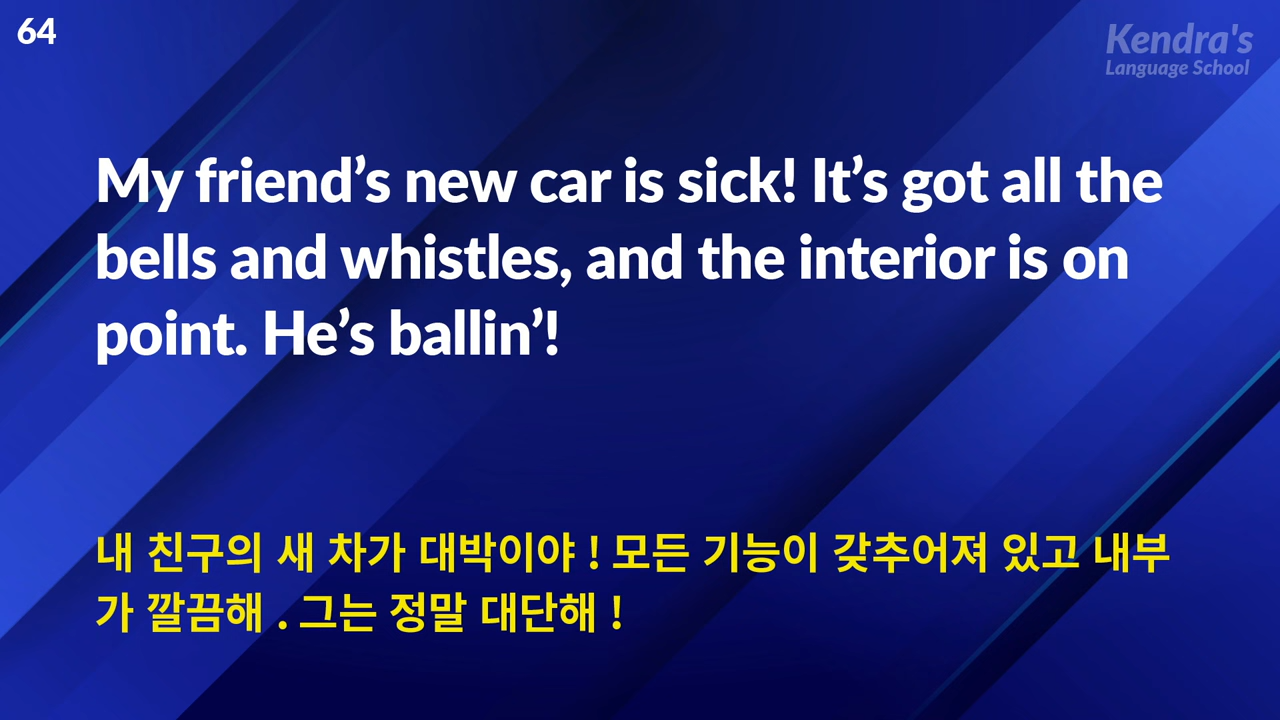 64
Kendra's
Language School
My friend’s new car is sick! It’s got all the
bells and whistles, and the interior is on
point. He’s ballin’!
내 친구의 새 차가 대박이야 ! 모든 기능이 갖추어져 있고 내부
가 깔끔해 . 그는 정말 대단해 !